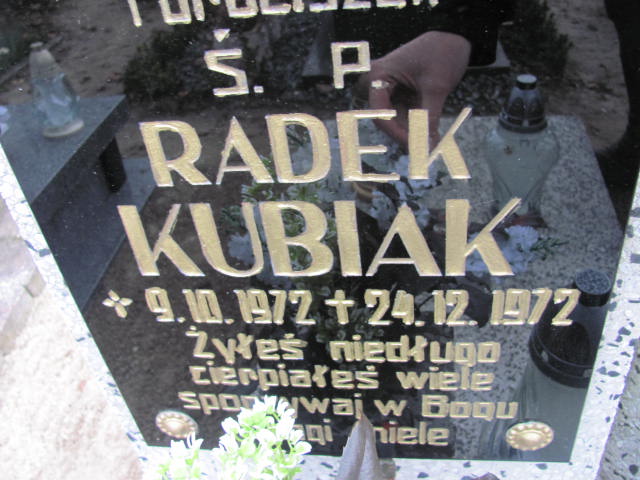 Ś. P
RADEK
KUBIAK
9.10.1972 + 24.12.1972
Żyłeś niedługo
cierpiałeś wiele
spoczywaj w Bogu